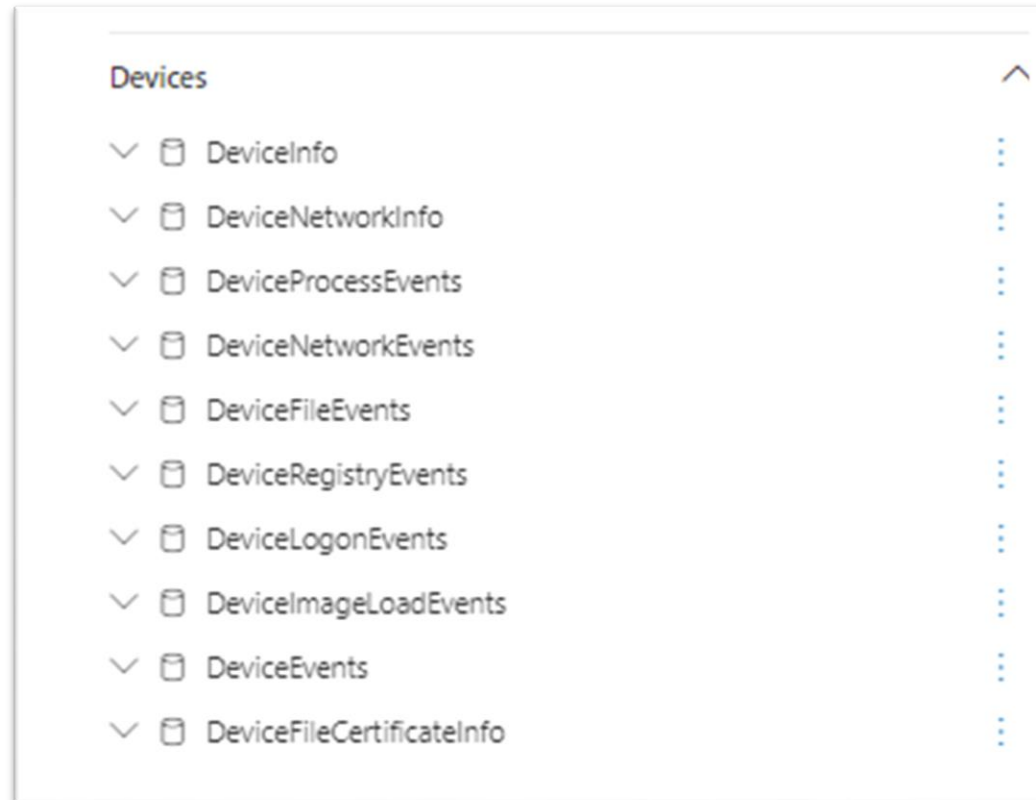 Devices
DeviceInfo
DeviceNetworkInfo
DeviceProcessEvents
DeviceNetworkEvents
DeviceFileEvents
DeviceRegistryEvents
DeviceLogonEvents
DeviceImageLoadEvents
DeviceEvents
DeviceFileCertificateInfo